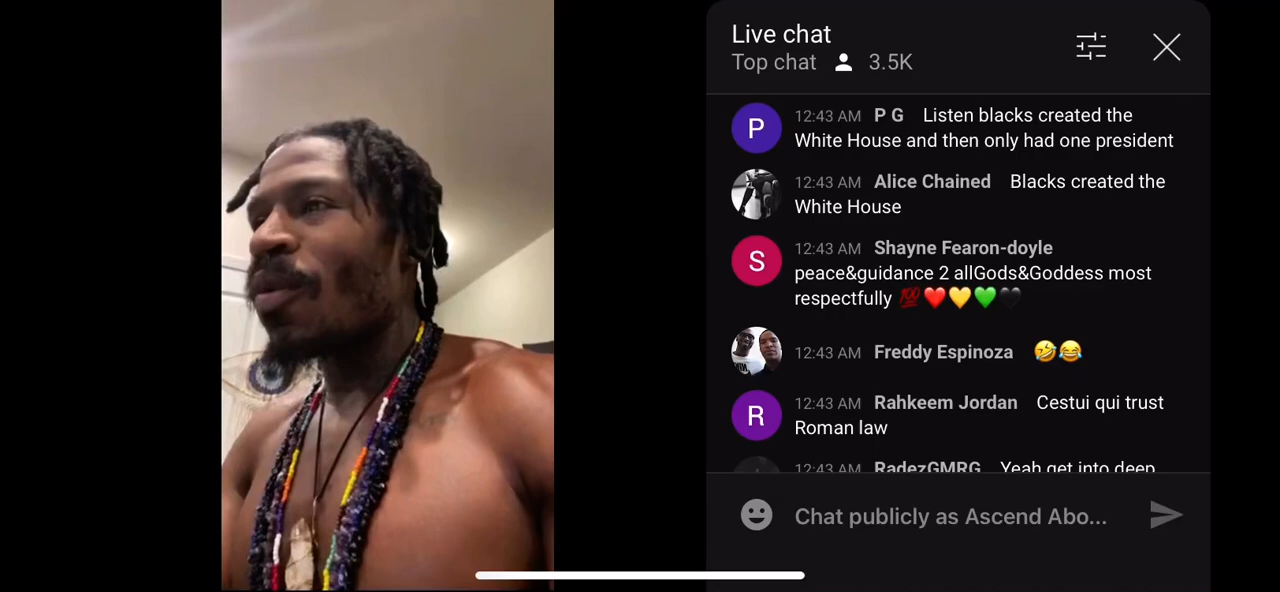 Live chat
Top chat 3.5K
P
12:43 AM P G Listen blacks created the
White House and then only had one president
12:43 AM Alice Chained Blacks created the
White House
S
12:43 AM Shayne Fearon-doyle
peace&guidance 2 allGods&Goddess most
respectfully 💯❤️💛💚🖤
12:43 AM Freddy Espinoza 🤣😂
R
12:43 AM Rahkeem Jordan Cestui qui trust
Roman law
12:43 AM RadezGMRG Yeah get into deep
Chat publicly as Ascend Abo...